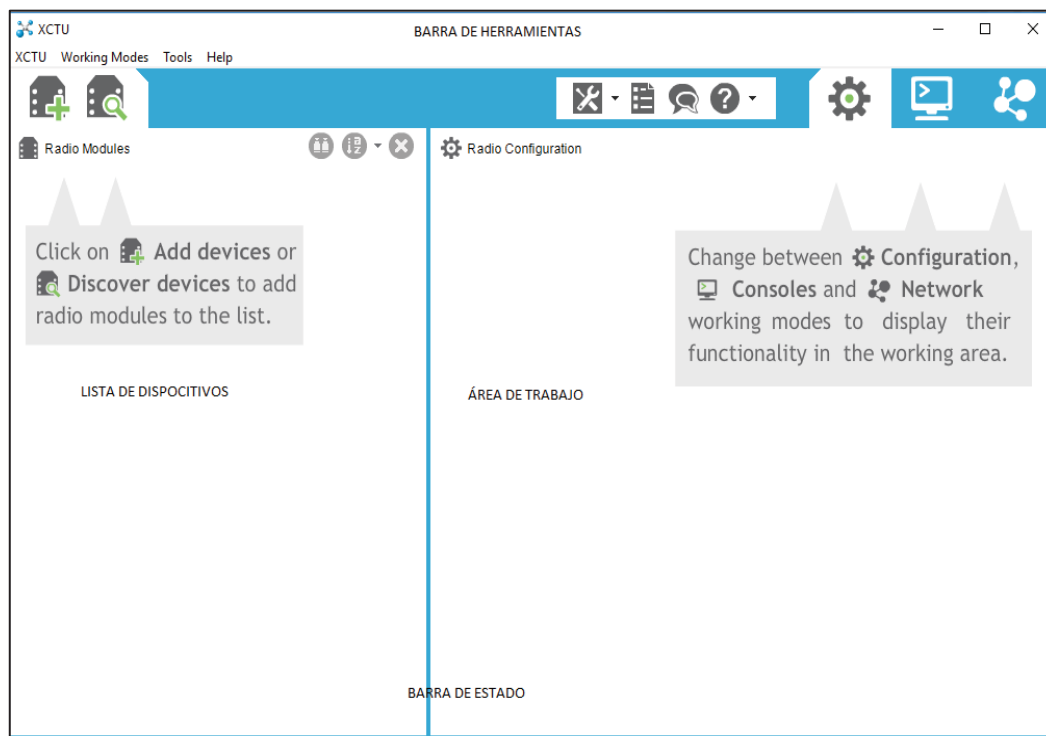 XCTU
BARRA DE HERRAMIENTAS
XCTU Working Modes Tools Help
Radio Modules
Radio Configuration
Click on Add devices or
Discover devices to add
radio modules to the list.
Change between Configuration,
Consoles and Network
working modes to display their
functionality in the working area.
LISTA DE DISPOCITIVOS
ÁREA DE TRABAJO
BARRA DE ESTADO